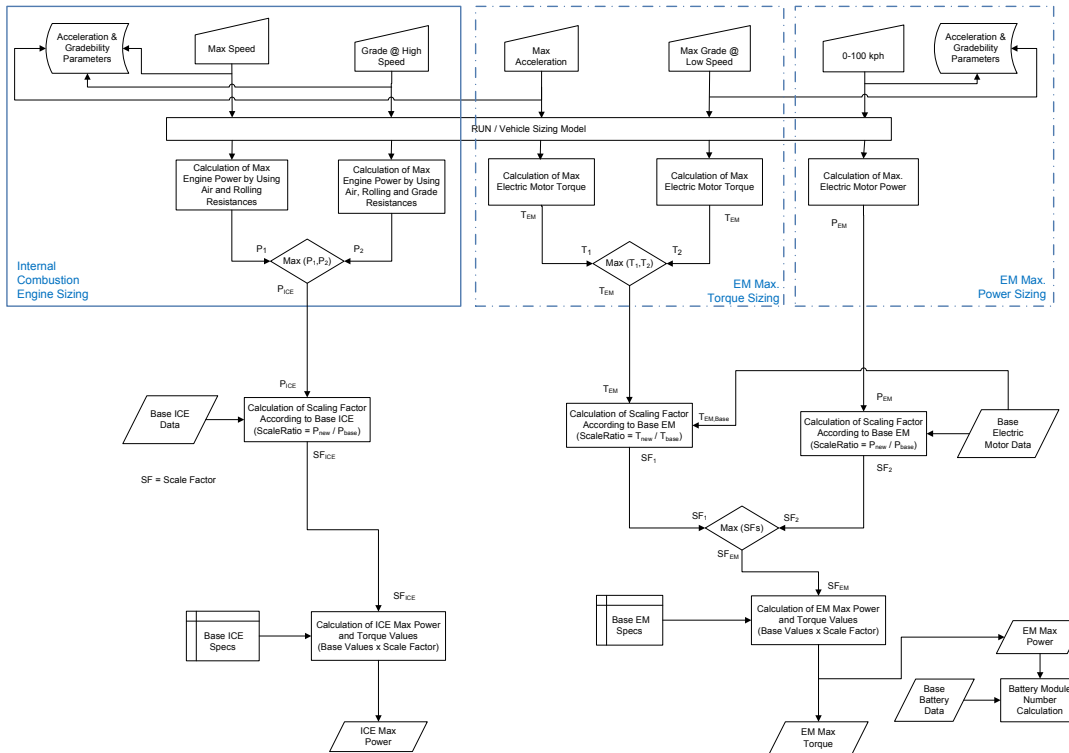 Acceleration &
Gradebility
Parameters
Max Speed
Grade @ High
Speed
Max
Acceleration
Max Grade @
Low Speed
0-100 kph
Acceleration &
Gradebility
Parameters
RUN / Vehicle Sizing Model
Calculation of Max
Engine Power by Using
Air and Rolling
Resistances
Calculation of Max
Engine Power by Using
Air, Rolling and Grade
Resistances
Calculation of Max
Electric Motor Torque
Calculation of Max
Electric Motor Torque
Calculation of Max.
Electric Motor Power
TEM
TEM
PEM
P1
P2
Max (P1,P2)
T1
T2
Max (T1,T2)
Internal
Combustion
Engine Sizing
PICE
TEM
EM Max.
Torque Sizing
EM Max.
Power Sizing
PICE
TEM
PEM
Base ICE
Data
Calculation of Scaling Factor
According to Base ICE
(ScaleRatio = Pnew / Pbase)
Calculation of Scaling Factor
According to Base EM
(ScaleRatio = Tnew / Tbase)
TEM,Base
Calculation of Scaling Factor
According to Base EM
(ScaleRatio = Pnew / Pbase)
Base
Electric
Motor Data
SFICE
SF1
SF2
SF = Scale Factor
SF1
SF2
Max (SFs)
SFEM
SFEM
SFICE
Base ICE
Specs
Calculation of ICE Max Power
and Torque Values
(Base Values x Scale Factor)
Base EM
Specs
Calculation of EM Max Power
and Torque Values
(Base Values x Scale Factor)
EM Max
Power
Base
Battery
Data
Battery Module
Number
Calculation
ICE Max
Power
EM Max
Torque